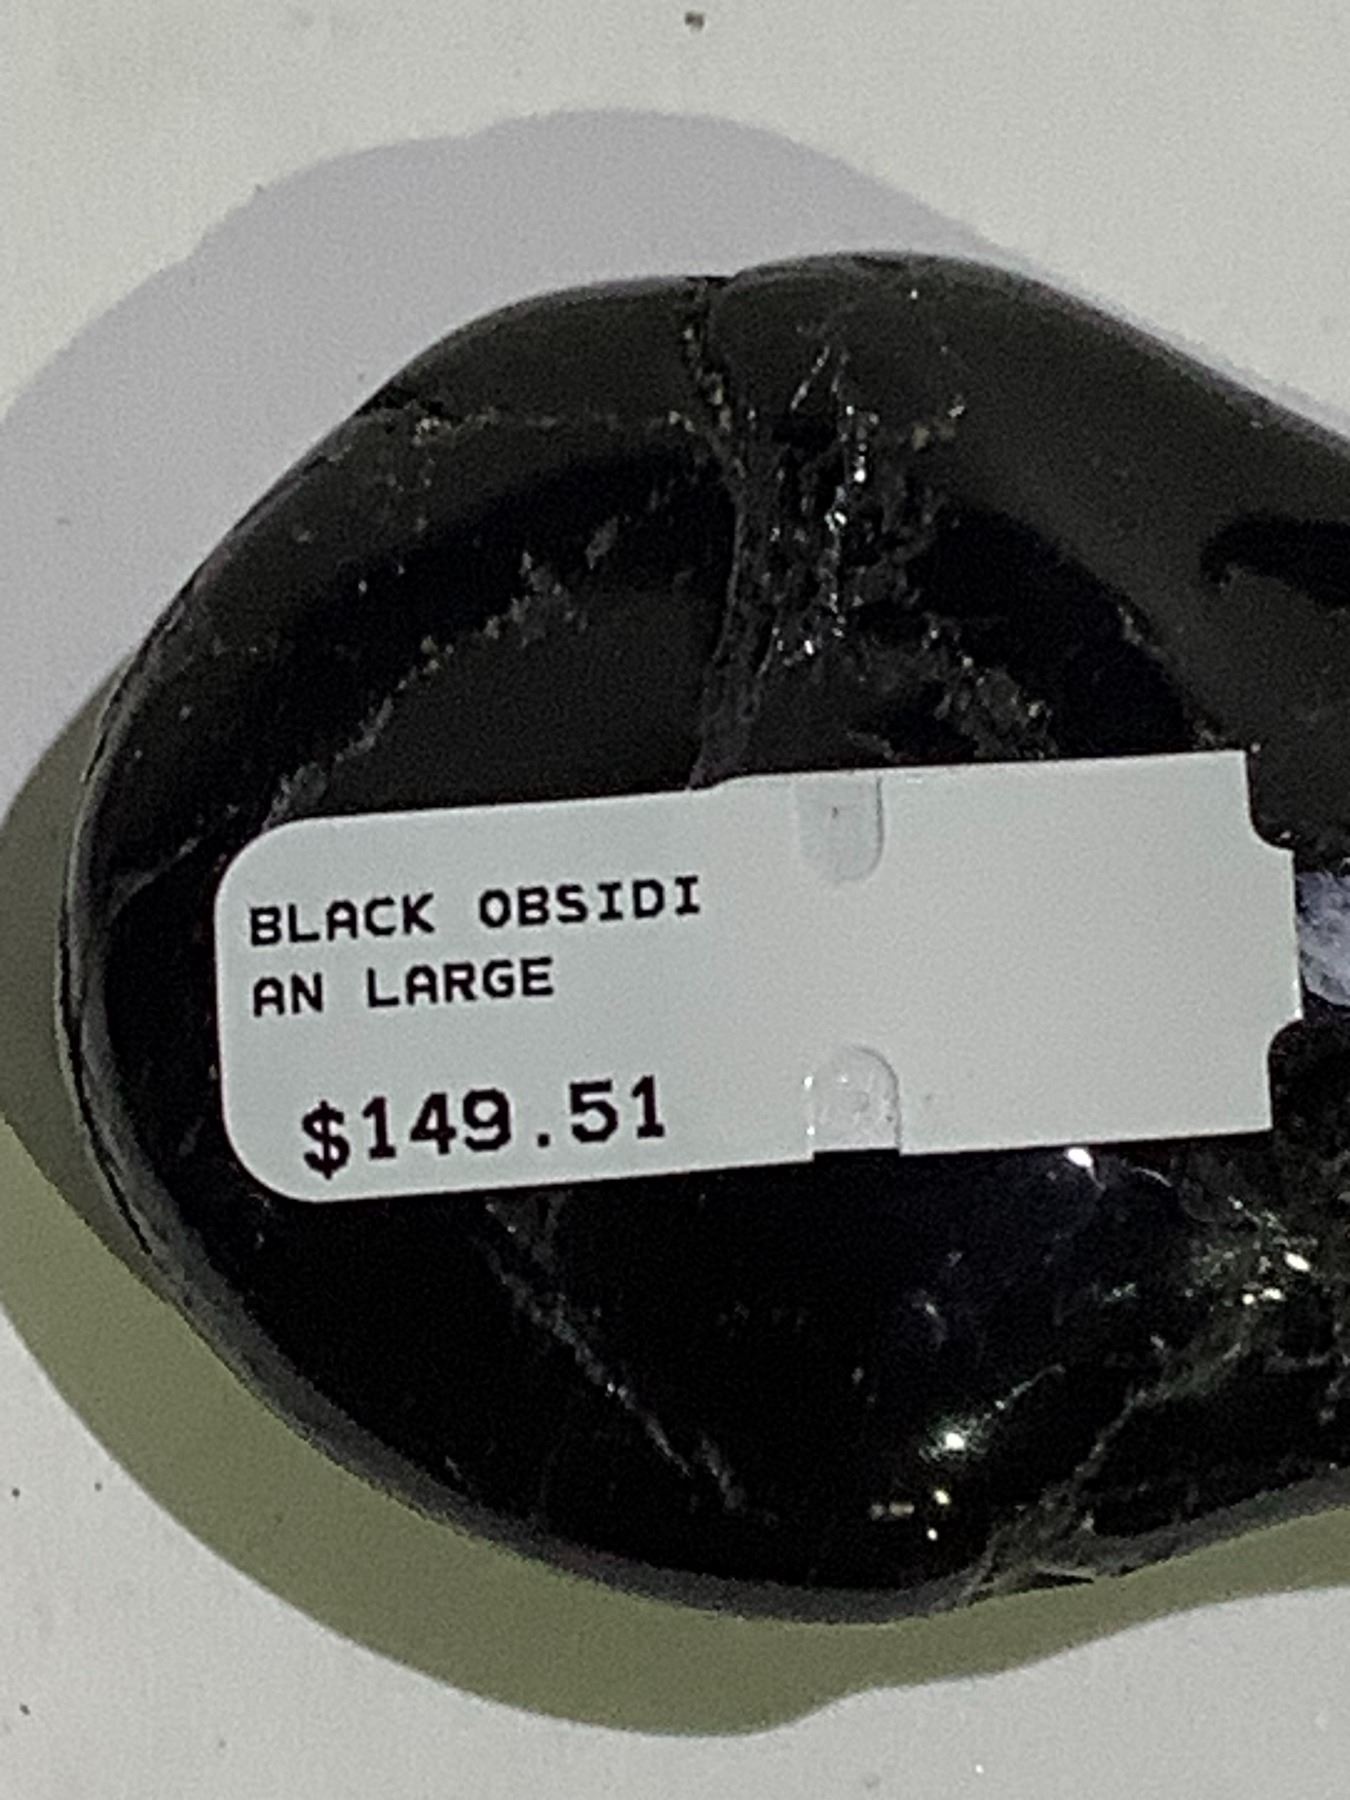 BLACK OBSIDI
AN LARGE
$149.51